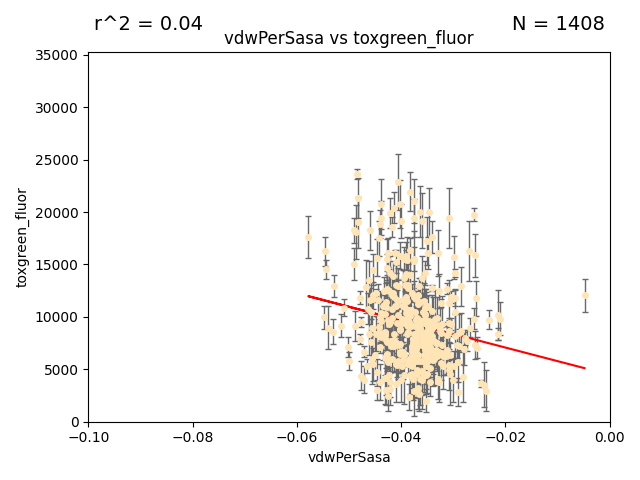 r^2 = 0.04
N = 1408
vdwPerSasa vs toxgreen_fluor
35000
30000
25000
20000
15000
10000
5000
0
toxgreen_fluor
−0.10
−0.08
−0.06
−0.04
−0.02
0.00
vdwPerSasa